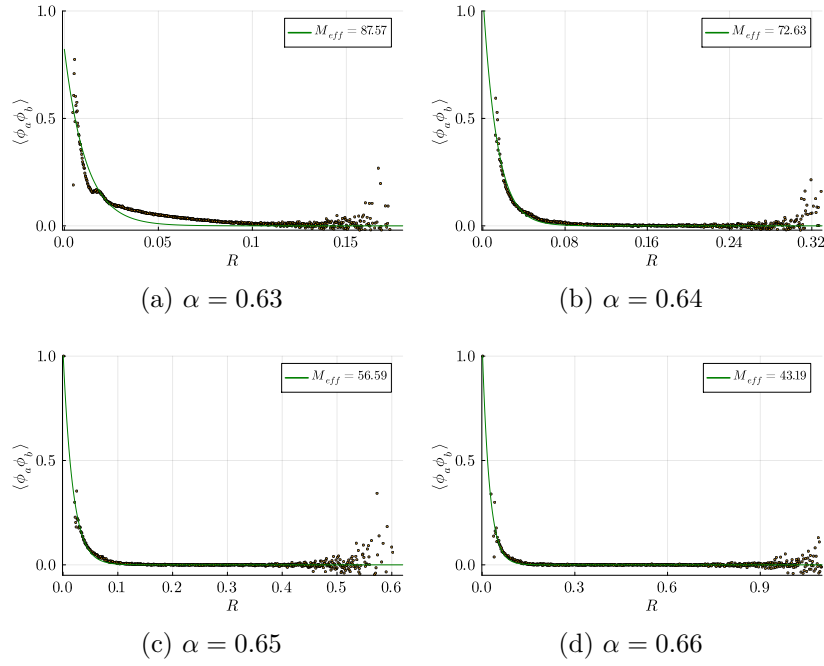 1.0
0.5
0.0
⟨ϕ_a ϕ_b⟩
M_eff = 87.57
0.0 0.05 0.1 0.15
R
(a) α = 0.63
1.0
0.5
0.0
⟨ϕ_a ϕ_b⟩
M_eff = 72.63
0.0 0.08 0.16 0.24 0.32
R
(b) α = 0.64
1.0
0.5
0.0
⟨ϕ_a ϕ_b⟩
M_eff = 56.59
0.0 0.1 0.2 0.3 0.4 0.5 0.6
R
(c) α = 0.65
1.0
0.5
0.0
⟨ϕ_a ϕ_b⟩
M_eff = 43.19
0.0 0.3 0.6 0.9
R
(d) α = 0.66